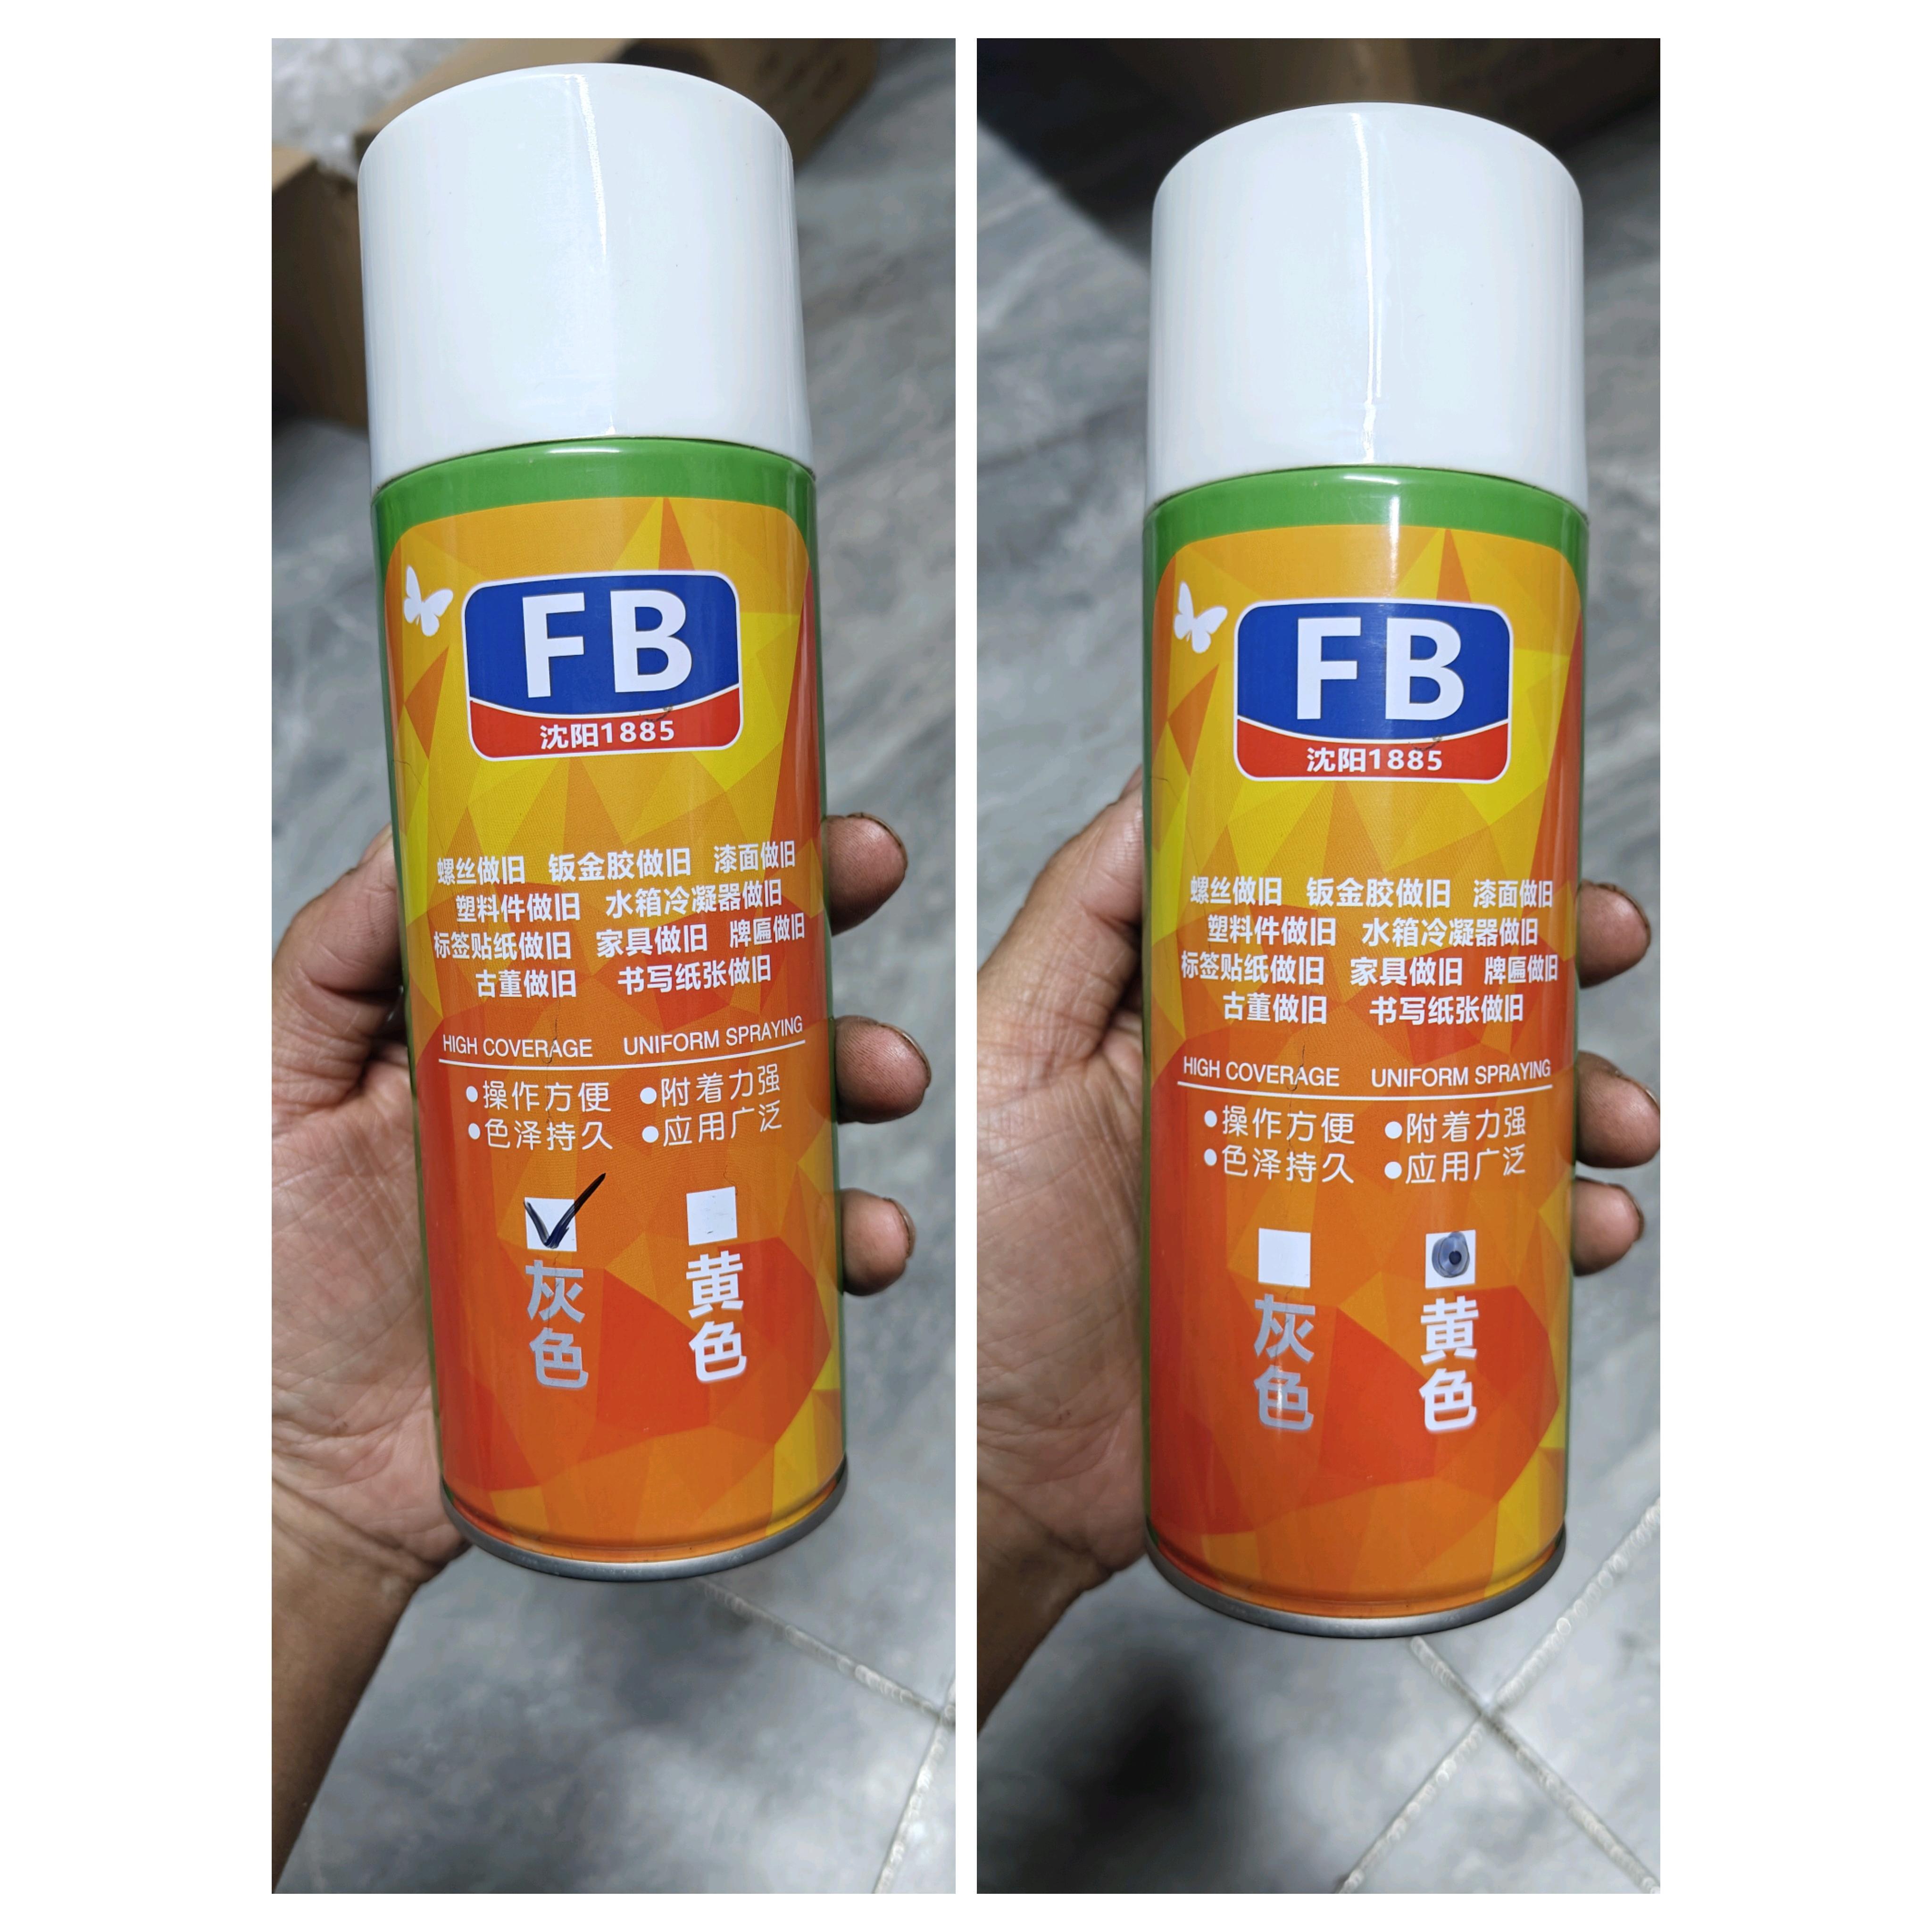 FB
沈阳1885
螺丝做旧 钣金胶做旧 漆面做旧
塑料件做旧 水箱冷凝器做旧
标签贴纸做旧 家具做旧 牌匾做旧
古董做旧 书写纸张做旧
HIGH COVERAGE UNIFORM SPRAYING
●操作方便 ●附着力强
●色泽持久 ●应用广泛
灰色 黄色
FB
沈阳1885
螺丝做旧 钣金胶做旧 漆面做旧
塑料件做旧 水箱冷凝器做旧
标签贴纸做旧 家具做旧 牌匾做旧
古董做旧 书写纸张做旧
HIGH COVERAGE UNIFORM SPRAYING
●操作方便 ●附着力强
●色泽持久 ●应用广泛
灰色 黄色